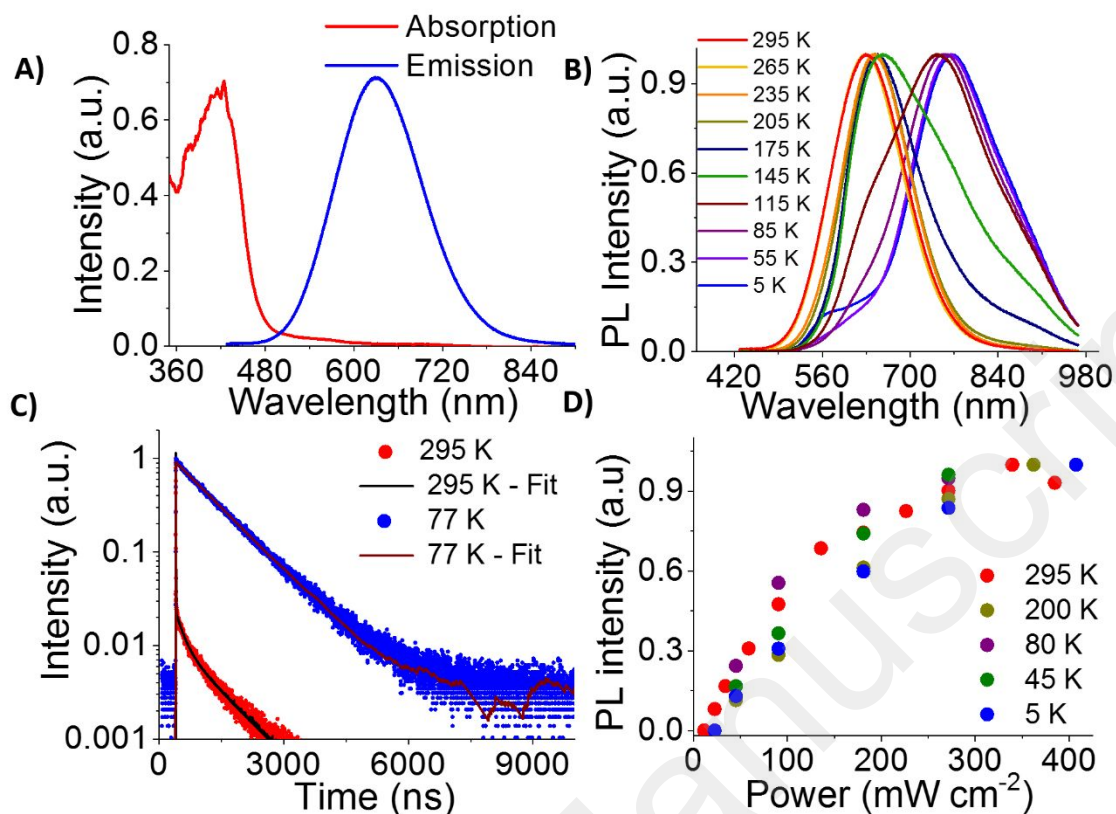 A)
Absorption
Emission
Intensity (a.u.)
0.8
0.6
0.4
0.2
0.0
360 480 600 720 840
Wavelength (nm)
B)
295 K
265 K
235 K
205 K
175 K
145 K
115 K
85 K
55 K
5 K
PL Intensity (a.u.)
0.9
0.6
0.3
0.0
420 560 700 840 980
Wavelength (nm)
C)
295 K
295 K - Fit
77 K
77 K - Fit
Intensity (a.u.)
1
0.1
0.01
0.001
0 3000 6000 9000
Time (ns)
D)
295 K
200 K
80 K
45 K
5 K
PL intensity (a.u)
0.9
0.6
0.3
0.0
0 100 200 300 400
Power (mW cm⁻²)